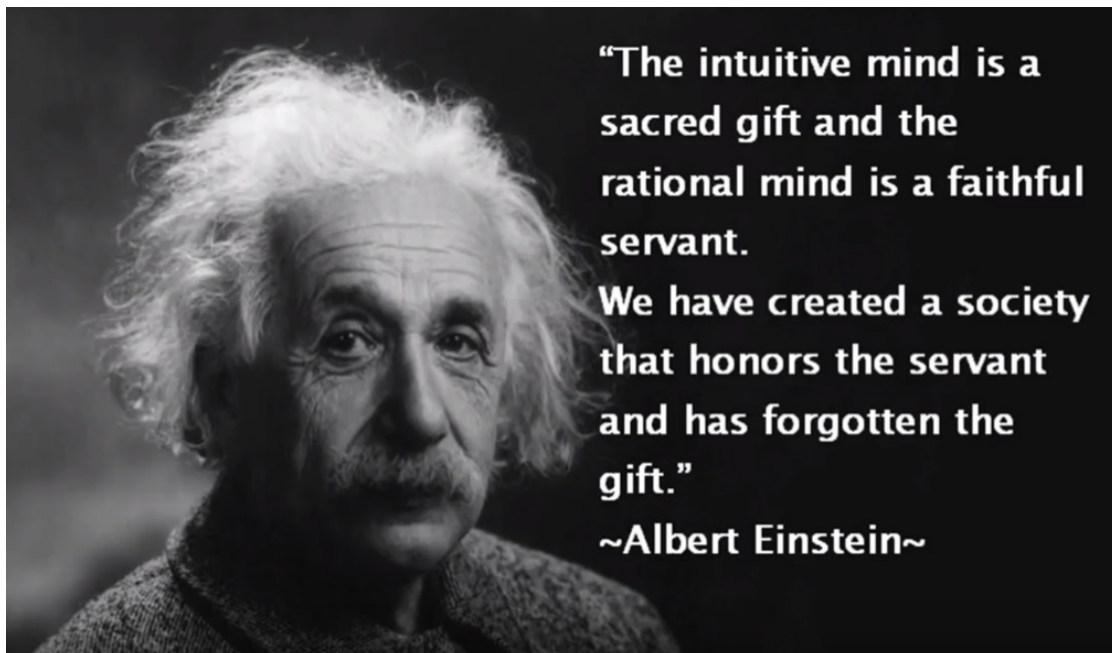 “The intuitive mind is a
sacred gift and the
rational mind is a faithful
servant.
We have created a society
that honors the servant
and has forgotten the
gift.”
~Albert Einstein~